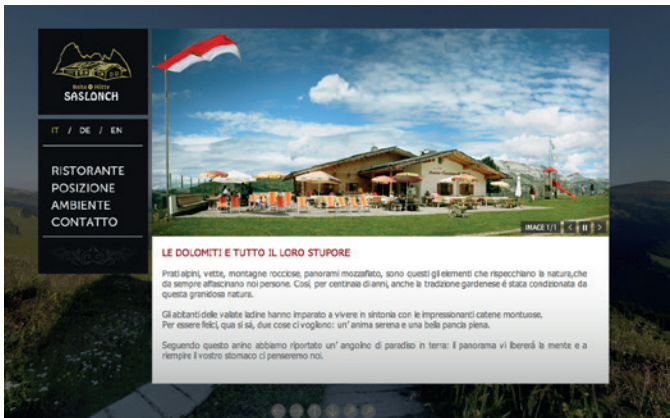 Baita Hütte
SASLONCH
IT / DE / EN
RISTORANTE
POSIZIONE
AMBIENTE
CONTATTO
IMAGE 1/1
LE DOLOMITI E TUTTO IL LORO STUPORE
Prati alpini, vette, montagne rocciose, panorami mozzafiato, sono questi gli elementi che rispecchiano la natura,che
da sempre affascinano noi persone. Così, per centinaia di anni, anche la tradizione gardenese é stata condizionata da
questa grandiosa natura.
Gli abitanti delle vallate ladine hanno imparato a vivere in sintonia con le impressionanti catene montuose.
Per essere felici, qua si sá, due cose ci vogliono: un' anima serena e una bella pancia piena.
Seguendo questo anino abbiamo riportato un' angolino di paradiso in terra: il panorama vi libererá la mente e a
riempire il vostro stomaco ci penseremo noi.